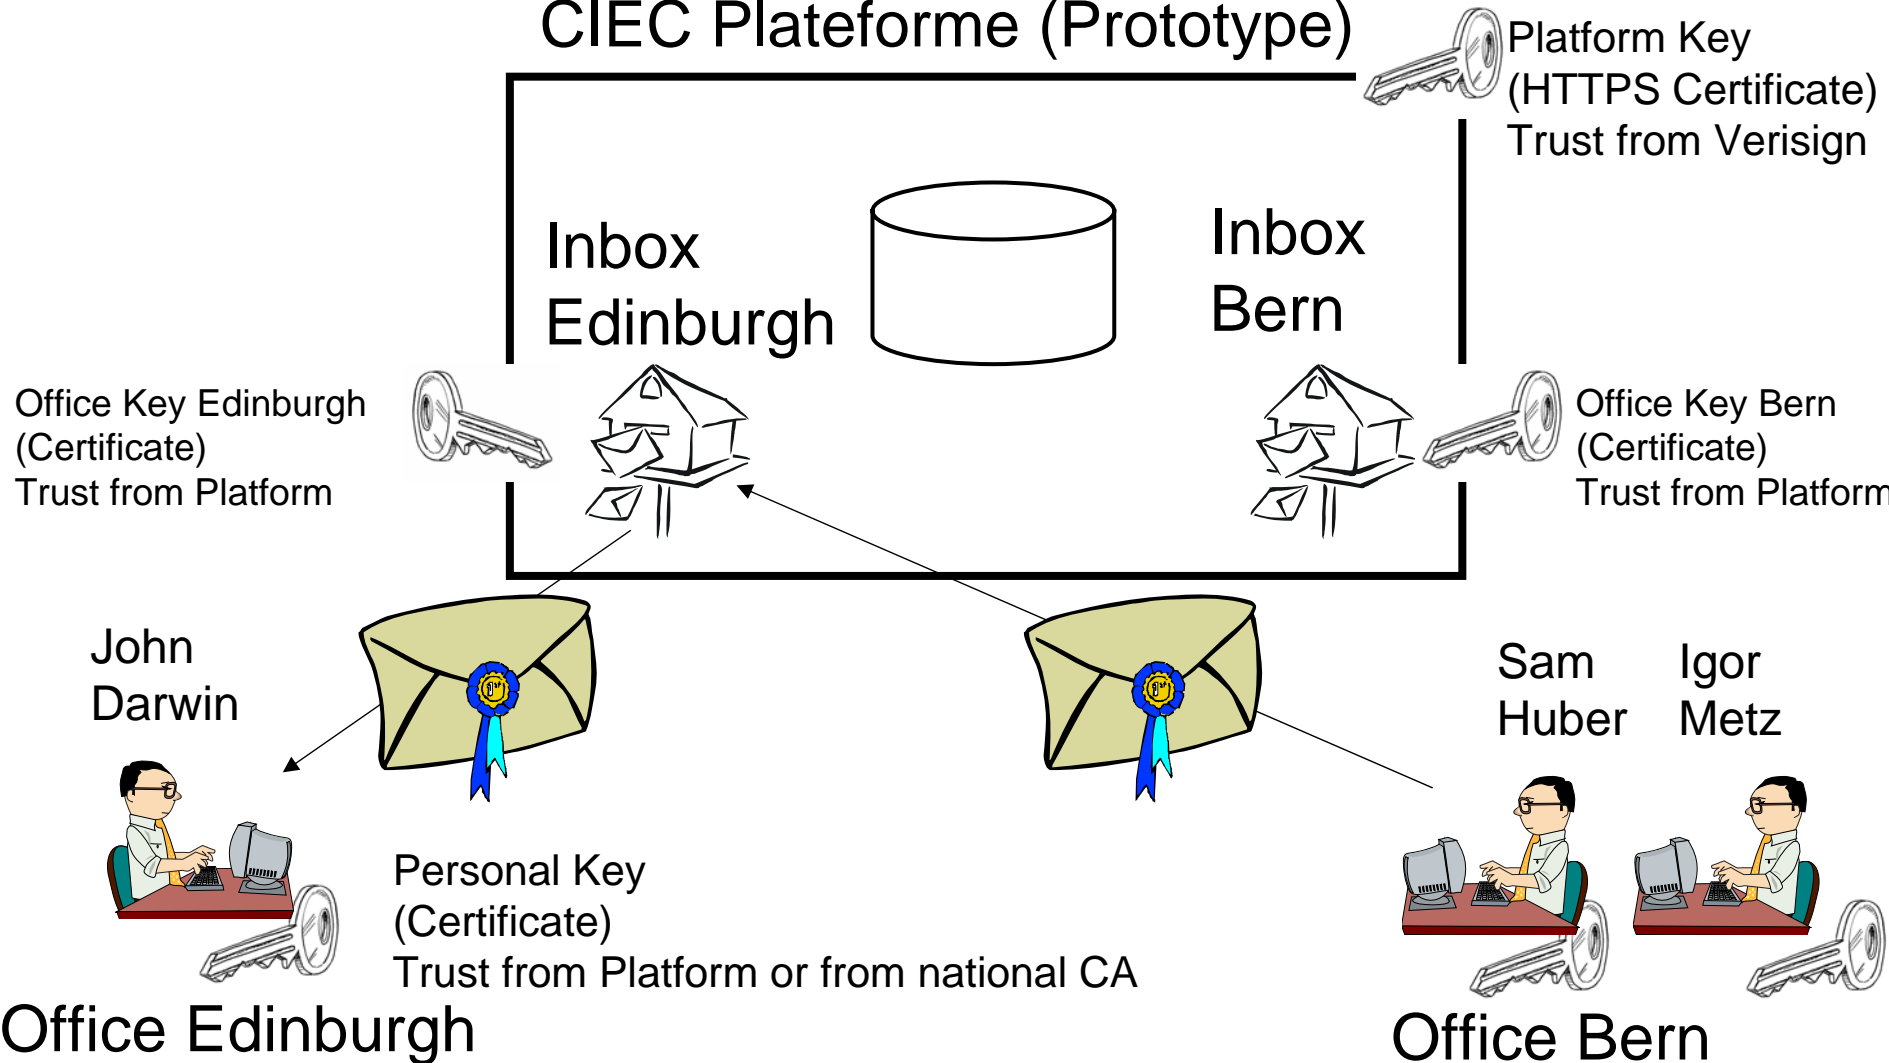 CIEC Plateforme (Prototype)
Platform Key
(HTTPS Certificate)
Trust from Verisign
Inbox
Edinburgh
Inbox
Bern
Office Key Edinburgh
(Certificate)
Trust from Platform
Office Key Bern
(Certificate)
Trust from Platform
John
Darwin
Sam
Huber
Igor
Metz
1st
1st
Personal Key
(Certificate)
Trust from Platform or from national CA
Office Edinburgh
Office Bern